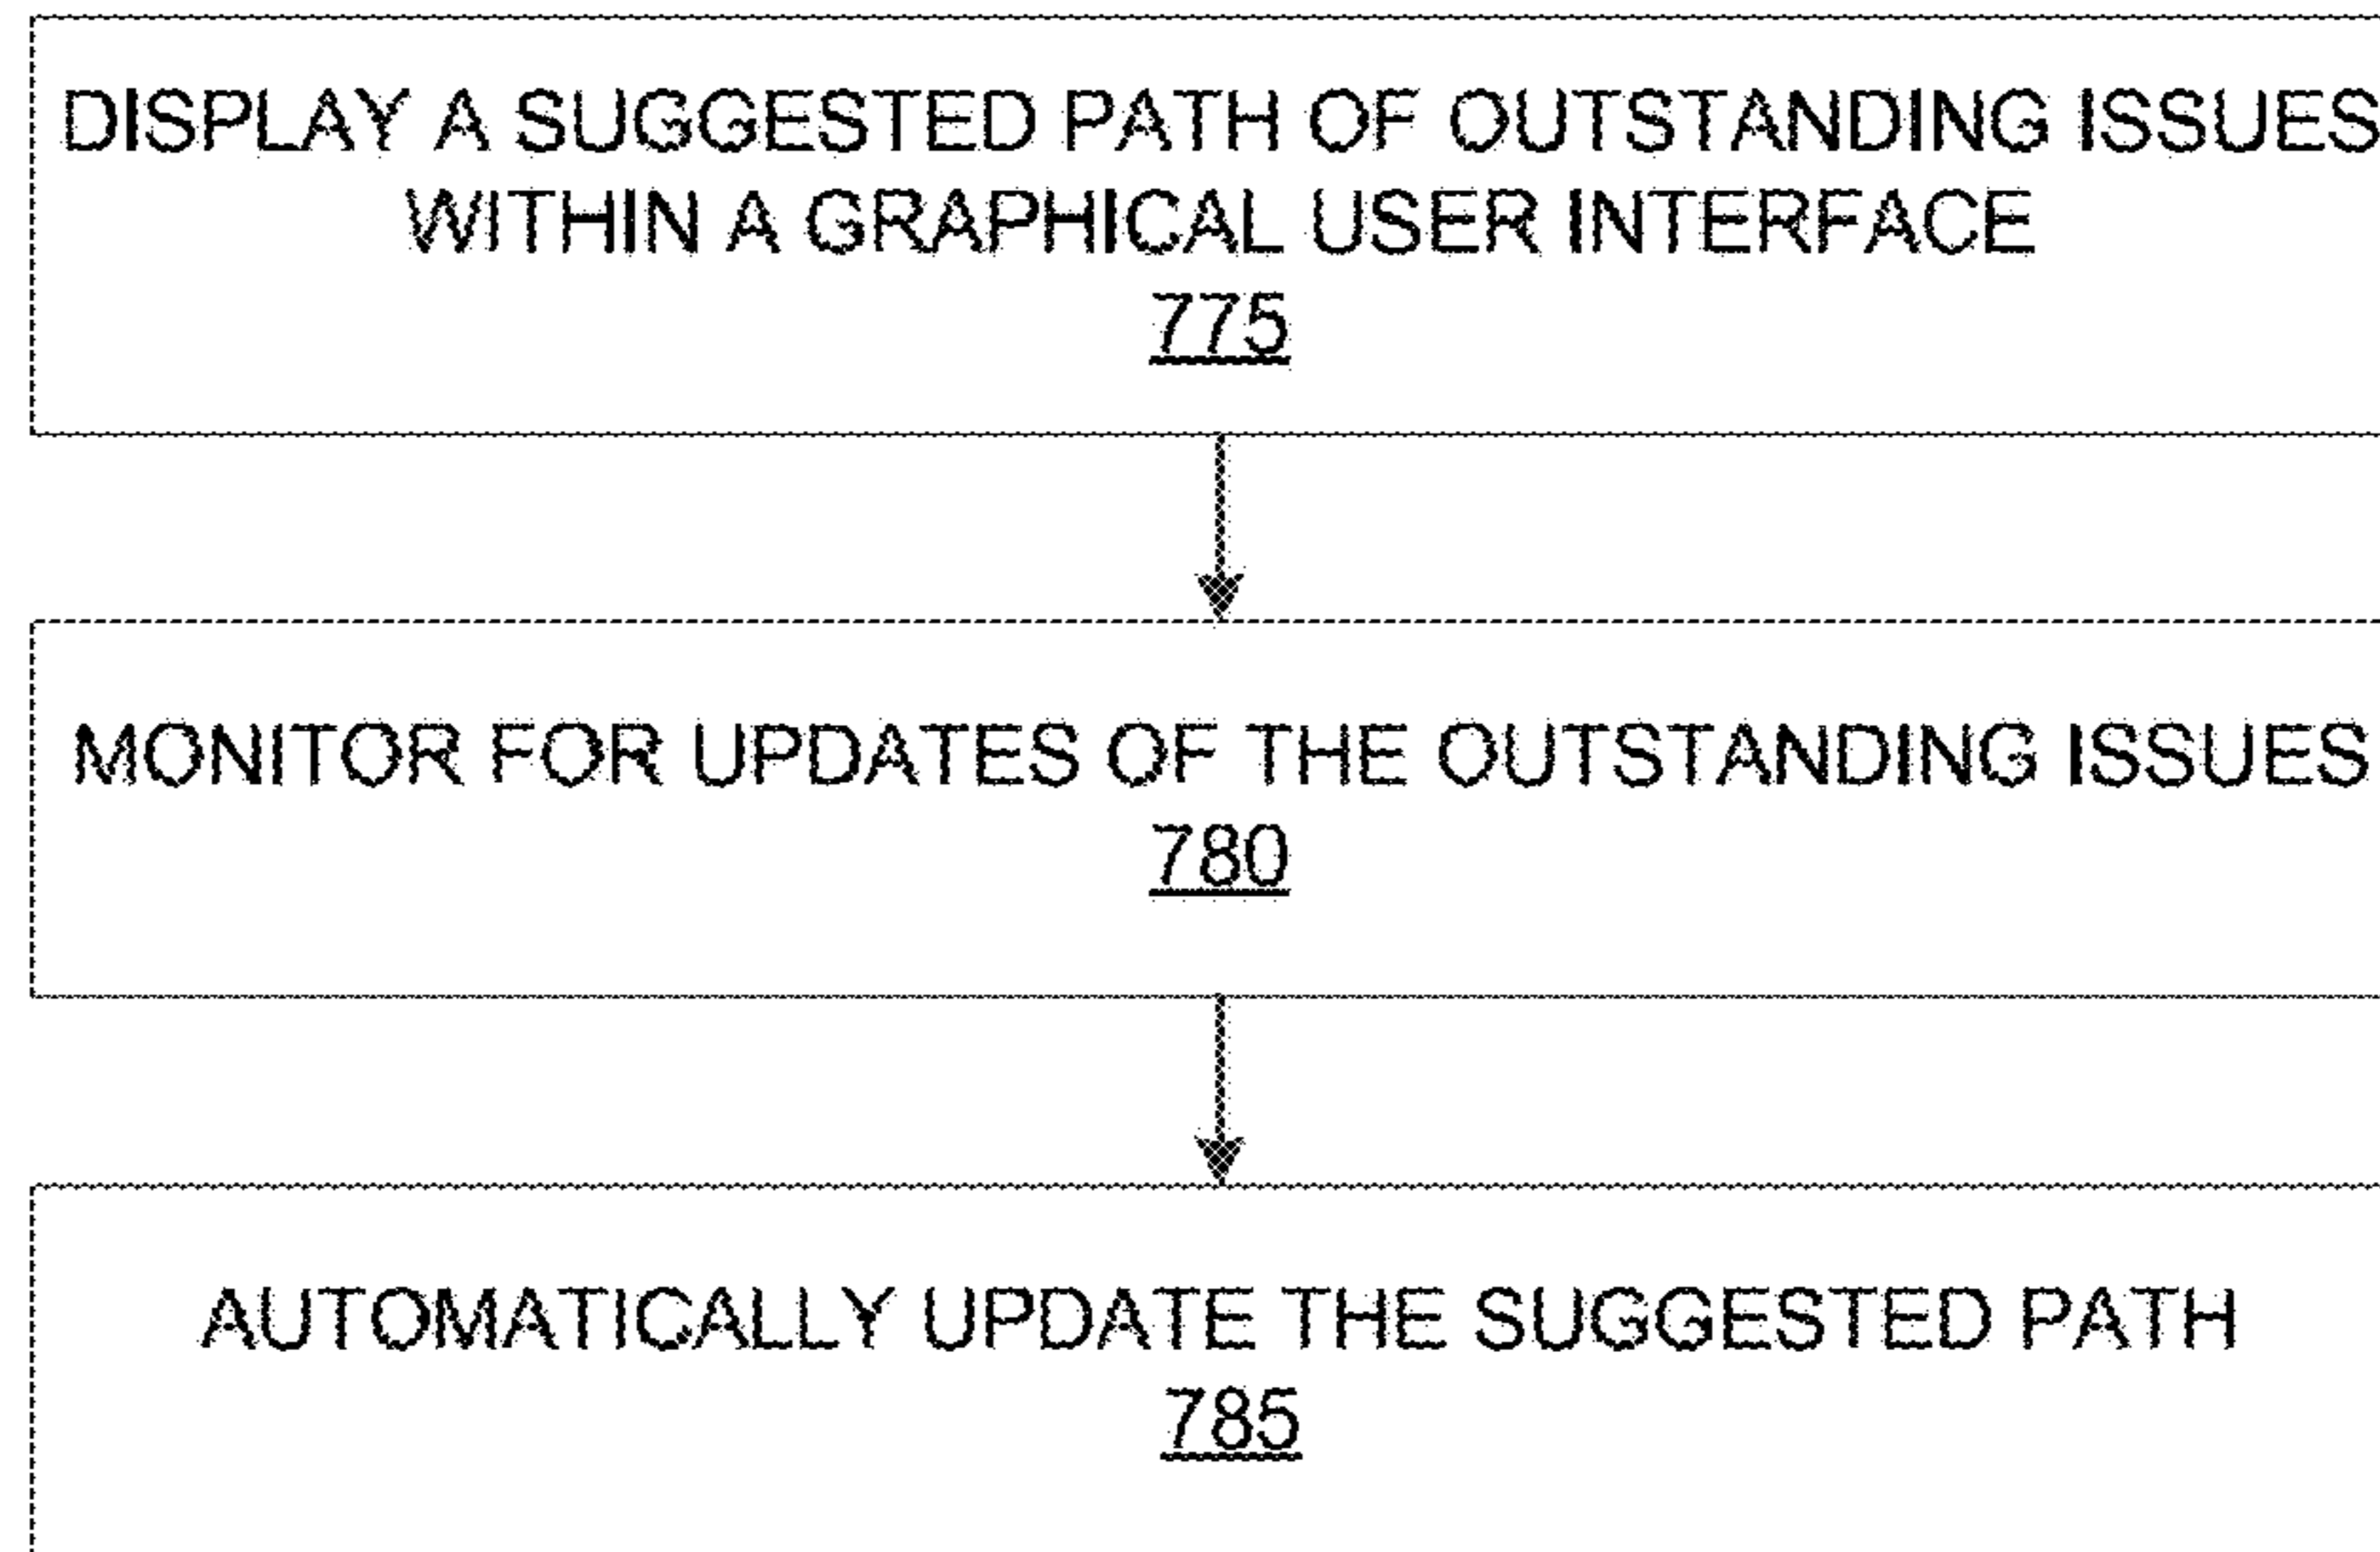 DISPLAY A SUGGESTED PATH OF OUTSTANDING ISSUES
WITHIN A GRAPHICAL USER INTERFACE
775
MONITOR FOR UPDATES OF THE OUTSTANDING ISSUES
780
AUTOMATICALLY UPDATE THE SUGGESTED PATH
785